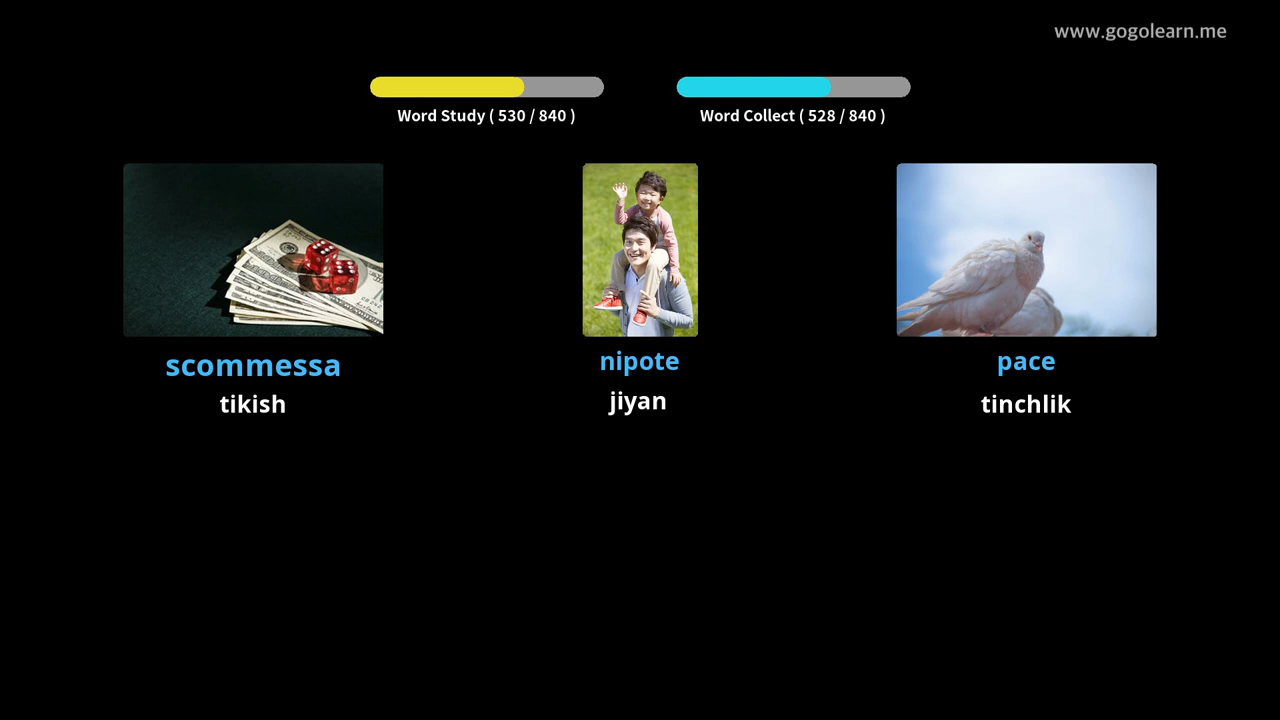 www.gogolearn.me
Word Study ( 530 / 840 )
Word Collect ( 528 / 840 )
scommessa
tikish
nipote
jiyan
pace
tinchlik